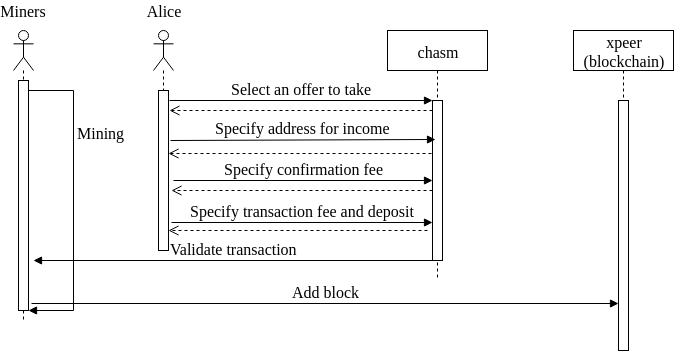 Miners
Alice
chasm
xpeer
(blockchain)
Select an offer to take
Specify address for income
Mining
Specify confirmation fee
Specify transaction fee and deposit
Validate transaction
Add block